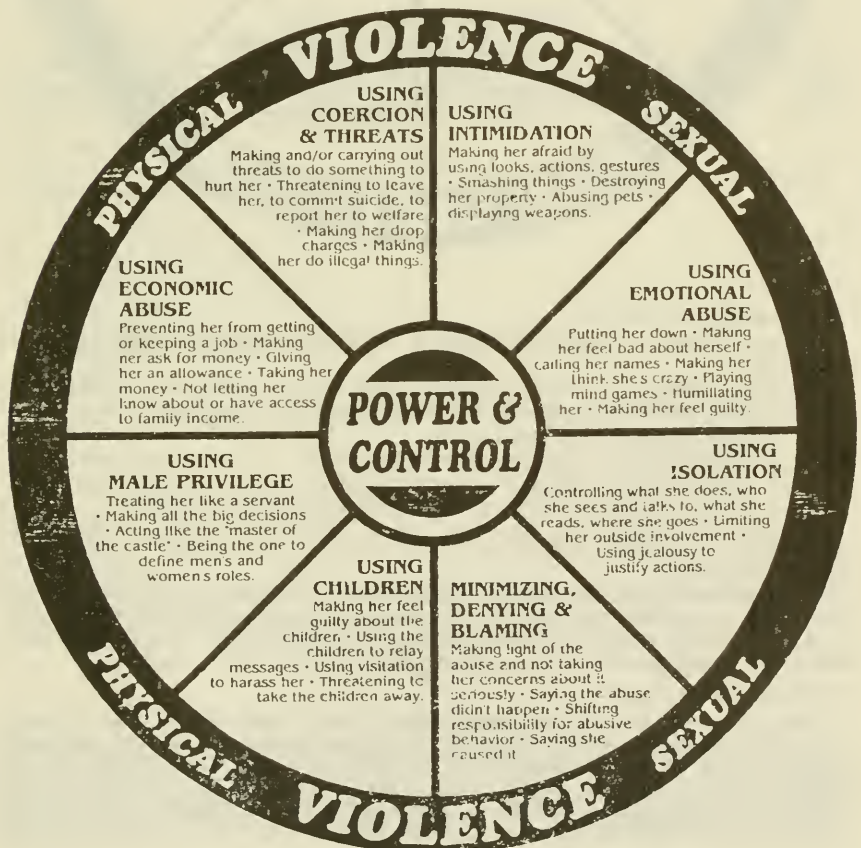 VIOLENCE
PHYSICAL
SEXUAL
USING
COERCION
& THREATS
Making and/or carrying out
threats to do something to
hurt her • Threatening to leave
her, to commit suicide, to
report her to welfare
• Making her drop
charges • Making
her do illegal things.
USING
INTIMIDATION
Making her afraid by
using looks, actions, gestures
• Smashing things • Destroying
her property • Abusing pets •
displaying weapons.
USING
EMOTIONAL
ABUSE
Putting her down • Making
her feel bad about herself •
calling her names • Making her
think she's crazy • Playing
mind games • Humiliating
her • Making her feel guilty.
USING
ISOLATION
Controlling what she does, who
she sees and talks to, what she
reads, where she goes • Limiting
her outside involvement •
Using jealousy to
justify actions.
MINIMIZING,
DENYING &
BLAMING
Making light of the
abuse and not taking
her concerns about it
seriously • Saying the abuse
didn't happen • Shifting
responsibility for abusive
behavior • Saying she
caused it
USING
CHILDREN
Making her feel
guilty about the
children • Using the
children to relay
messages • Using visitation
to harass her • Threatening to
take the children away.
USING
MALE PRIVILEGE
Treating her like a servant
• Making all the big decisions
• Acting like the "master of
the castle" • Being the one to
define men's and
women's roles.
USING
ECONOMIC
ABUSE
Preventing her from getting
or keeping a job • Making
her ask for money • Giving
her an allowance • Taking her
money • Not letting her
know about or have access
to family income.
POWER &
CONTROL
PHYSICAL
SEXUAL
VIOLENCE